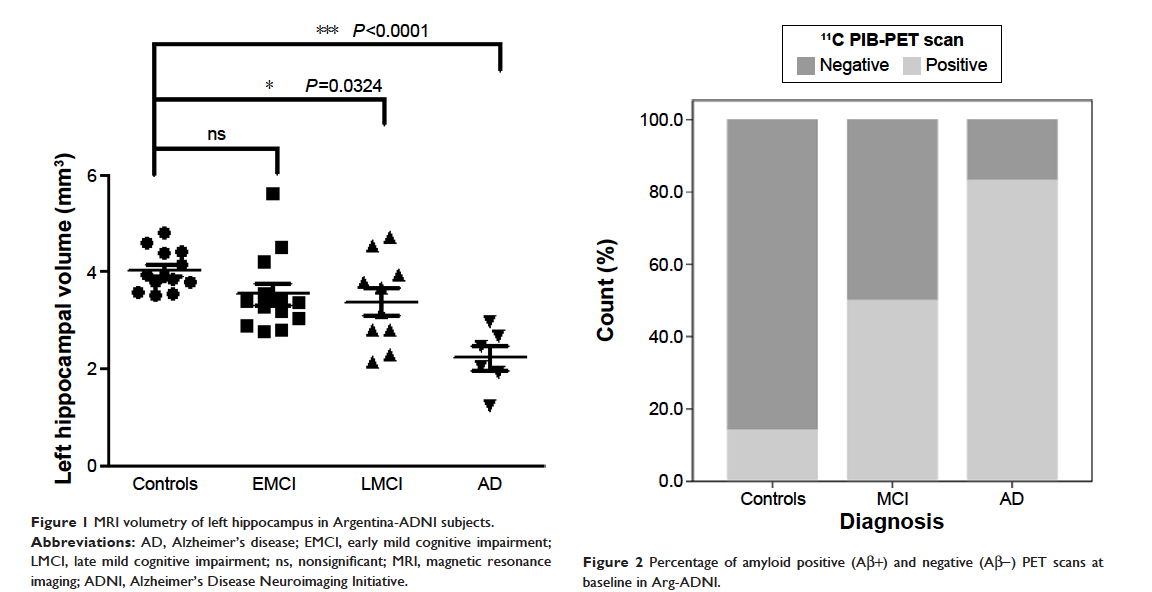 *** P<0.0001
* P=0.0324
ns
Left hippocampal volume (mm³)
6
4
2
0
Controls EMCI LMCI AD
Figure 1 MRI volumetry of left hippocampus in Argentina-ADNI subjects.
Abbreviations: AD, Alzheimer's disease; EMCI, early mild cognitive impairment;
LMCI, late mild cognitive impairment; ns, nonsignificant; MRI, magnetic resonance
imaging; ADNI, Alzheimer's Disease Neuroimaging Initiative.
¹¹C PIB-PET scan
Negative Positive
Count (%)
100.0
80.0
60.0
40.0
20.0
0.0
Controls MCI AD
Diagnosis
Figure 2 Percentage of amyloid positive (Aβ+) and negative (Aβ−) PET scans at
baseline in Arg-ADNI.